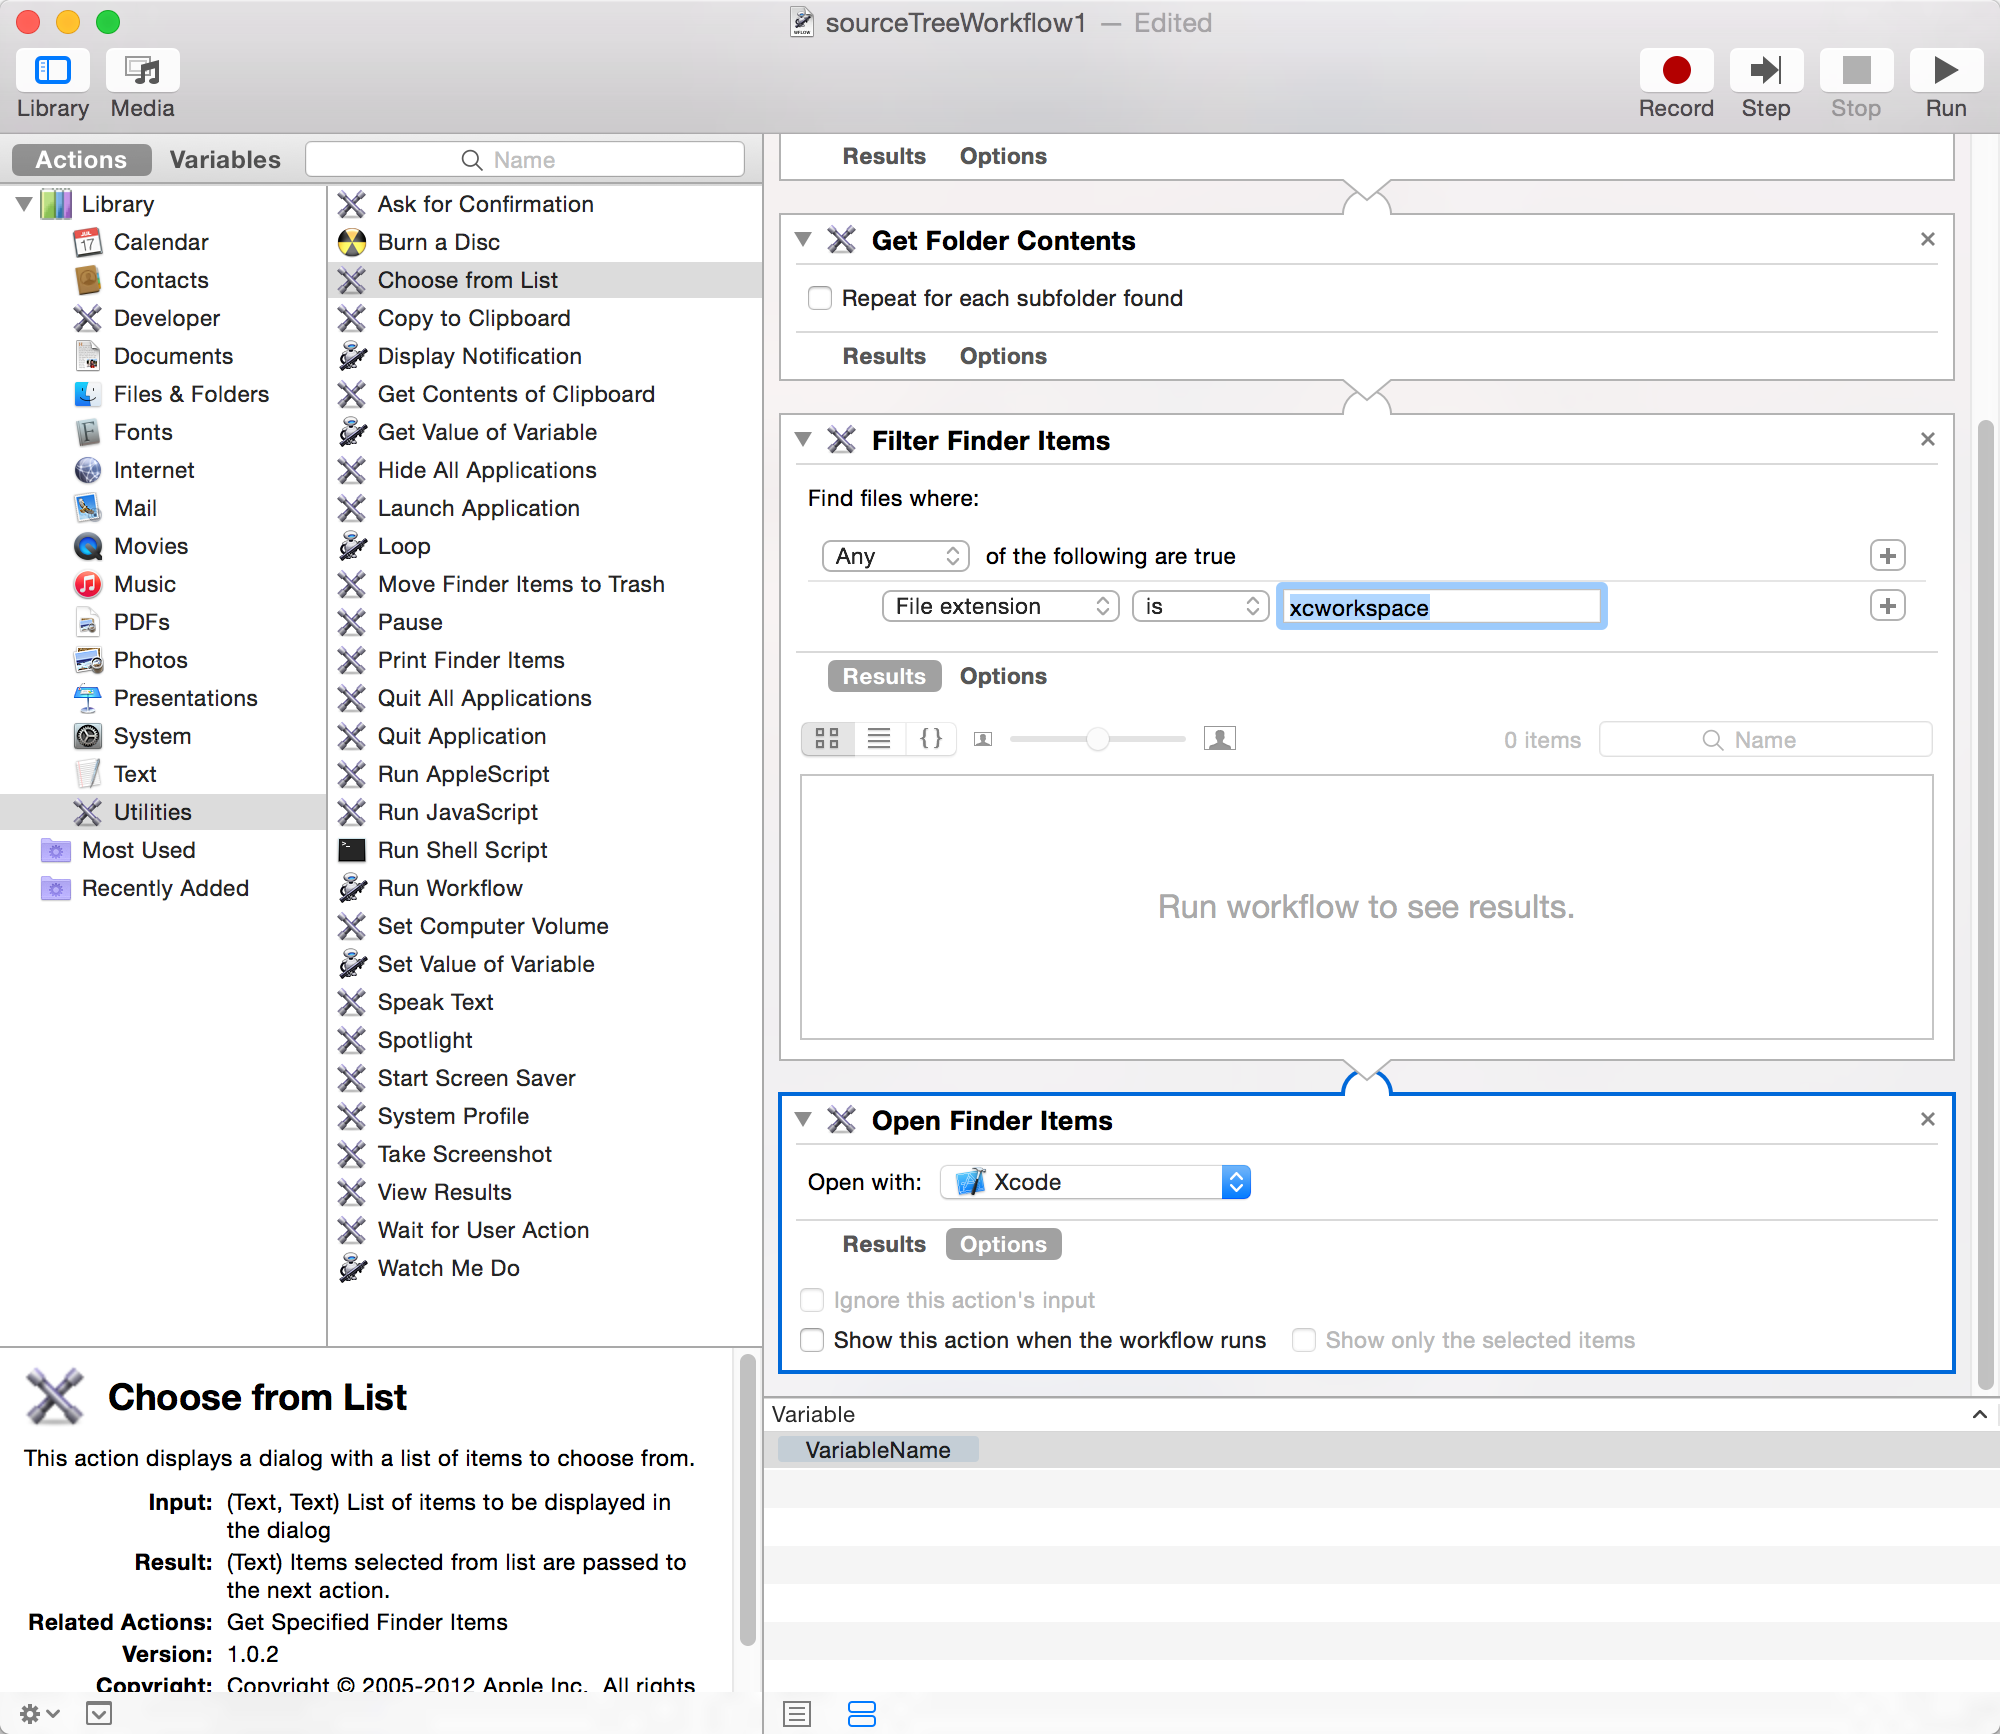 sourceTreeWorkflow1 — Edited
Library Media Record Step Stop Run
Actions Variables Name
Library
Calendar
Contacts
Developer
Documents
Files & Folders
Fonts
Internet
Mail
Movies
Music
PDFs
Photos
Presentations
System
Text
Utilities
Most Used
Recently Added
Ask for Confirmation
Burn a Disc
Choose from List
Copy to Clipboard
Display Notification
Get Contents of Clipboard
Get Value of Variable
Hide All Applications
Launch Application
Loop
Move Finder Items to Trash
Pause
Print Finder Items
Quit All Applications
Quit Application
Run AppleScript
Run JavaScript
Run Shell Script
Run Workflow
Set Computer Volume
Set Value of Variable
Speak Text
Spotlight
Start Screen Saver
System Profile
Take Screenshot
View Results
Wait for User Action
Watch Me Do
Choose from List
This action displays a dialog with a list of items to choose from.
Input: (Text, Text) List of items to be displayed in
the dialog
Result: (Text) Items selected from list are passed to
the next action.
Related Actions: Get Specified Finder Items
Version: 1.0.2
Copyright: Copyright © 2005-2012 Apple Inc. All rights
Results Options
Get Folder Contents
Repeat for each subfolder found
Results Options
Filter Finder Items
Find files where:
Any of the following are true
File extension is xcworkspace
Results Options
0 items Name
Run workflow to see results.
Open Finder Items
Open with: Xcode
Results Options
Ignore this action's input
Show this action when the workflow runs Show only the selected items
Variable
VariableName